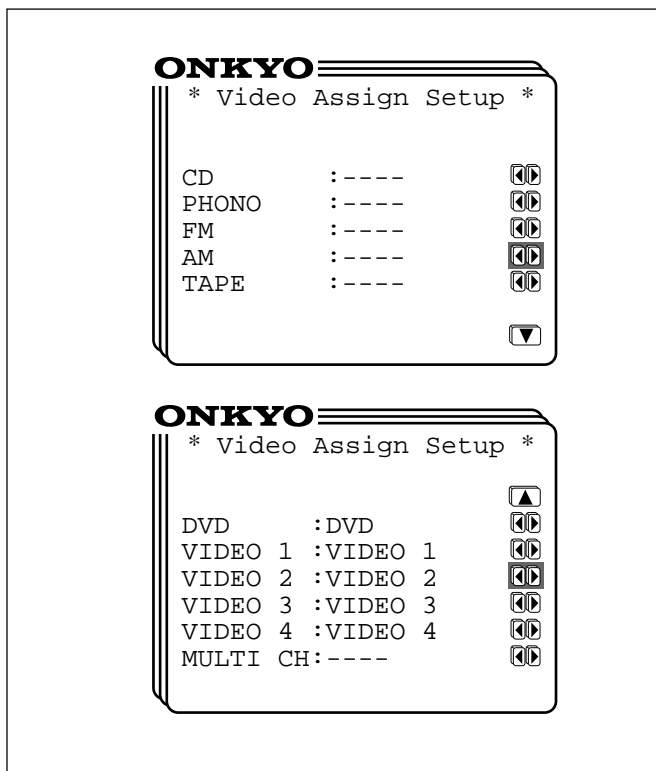 ONKYO
* Video Assign Setup *
CD :----
PHONO :----
FM :----
AM :----
TAPE :----
ONKYO
* Video Assign Setup *
DVD :DVD
VIDEO 1 :VIDEO 1
VIDEO 2 :VIDEO 2
VIDEO 3 :VIDEO 3
VIDEO 4 :VIDEO 4
MULTI CH:----